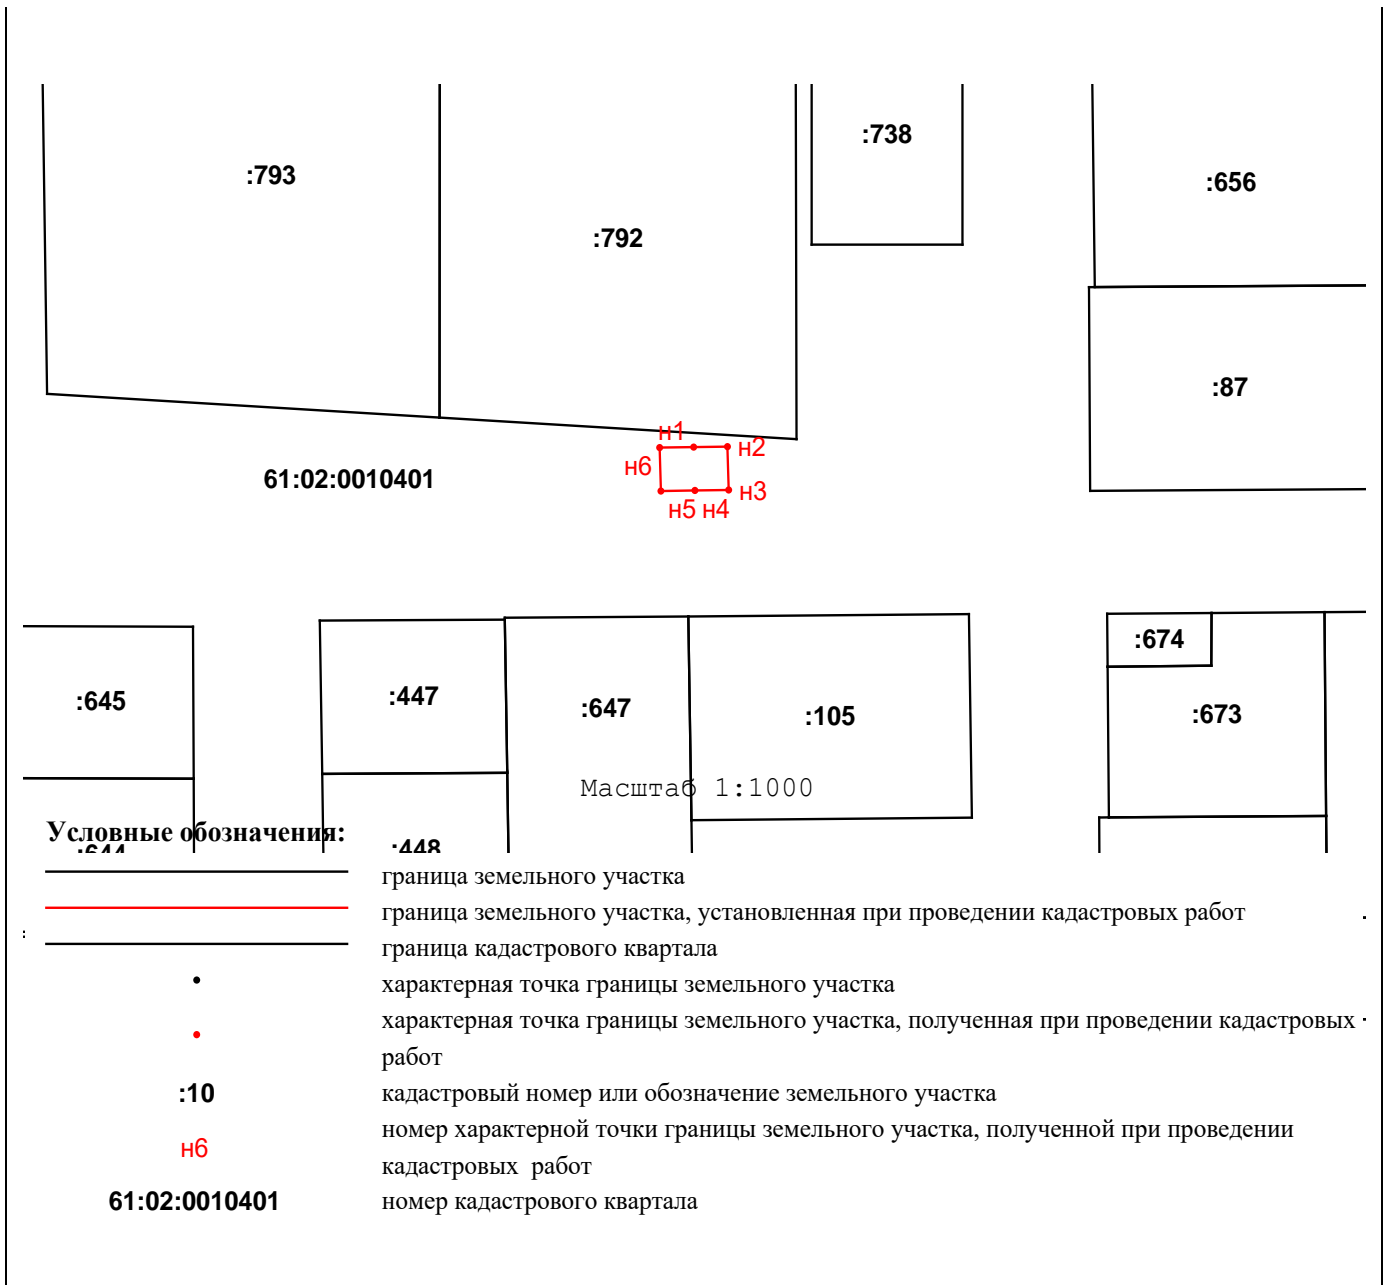 :738
:793
:656
:792
:87
н1
н2
н6
61:02:0010401
н3
н5 н4
:674
:645
:447
:647
:105
:673
Масштаб 1:1000
Условные обозначения:
:644
:448
граница земельного участка
граница земельного участка, установленная при проведении кадастровых работ
граница кадастрового квартала
характерная точка границы земельного участка
характерная точка границы земельного участка, полученная при проведении кадастровых
работ
:10 кадастровый номер или обозначение земельного участка
номер характерной точки границы земельного участка, полученной при проведении
н6
кадастровых работ
61:02:0010401 номер кадастрового квартала